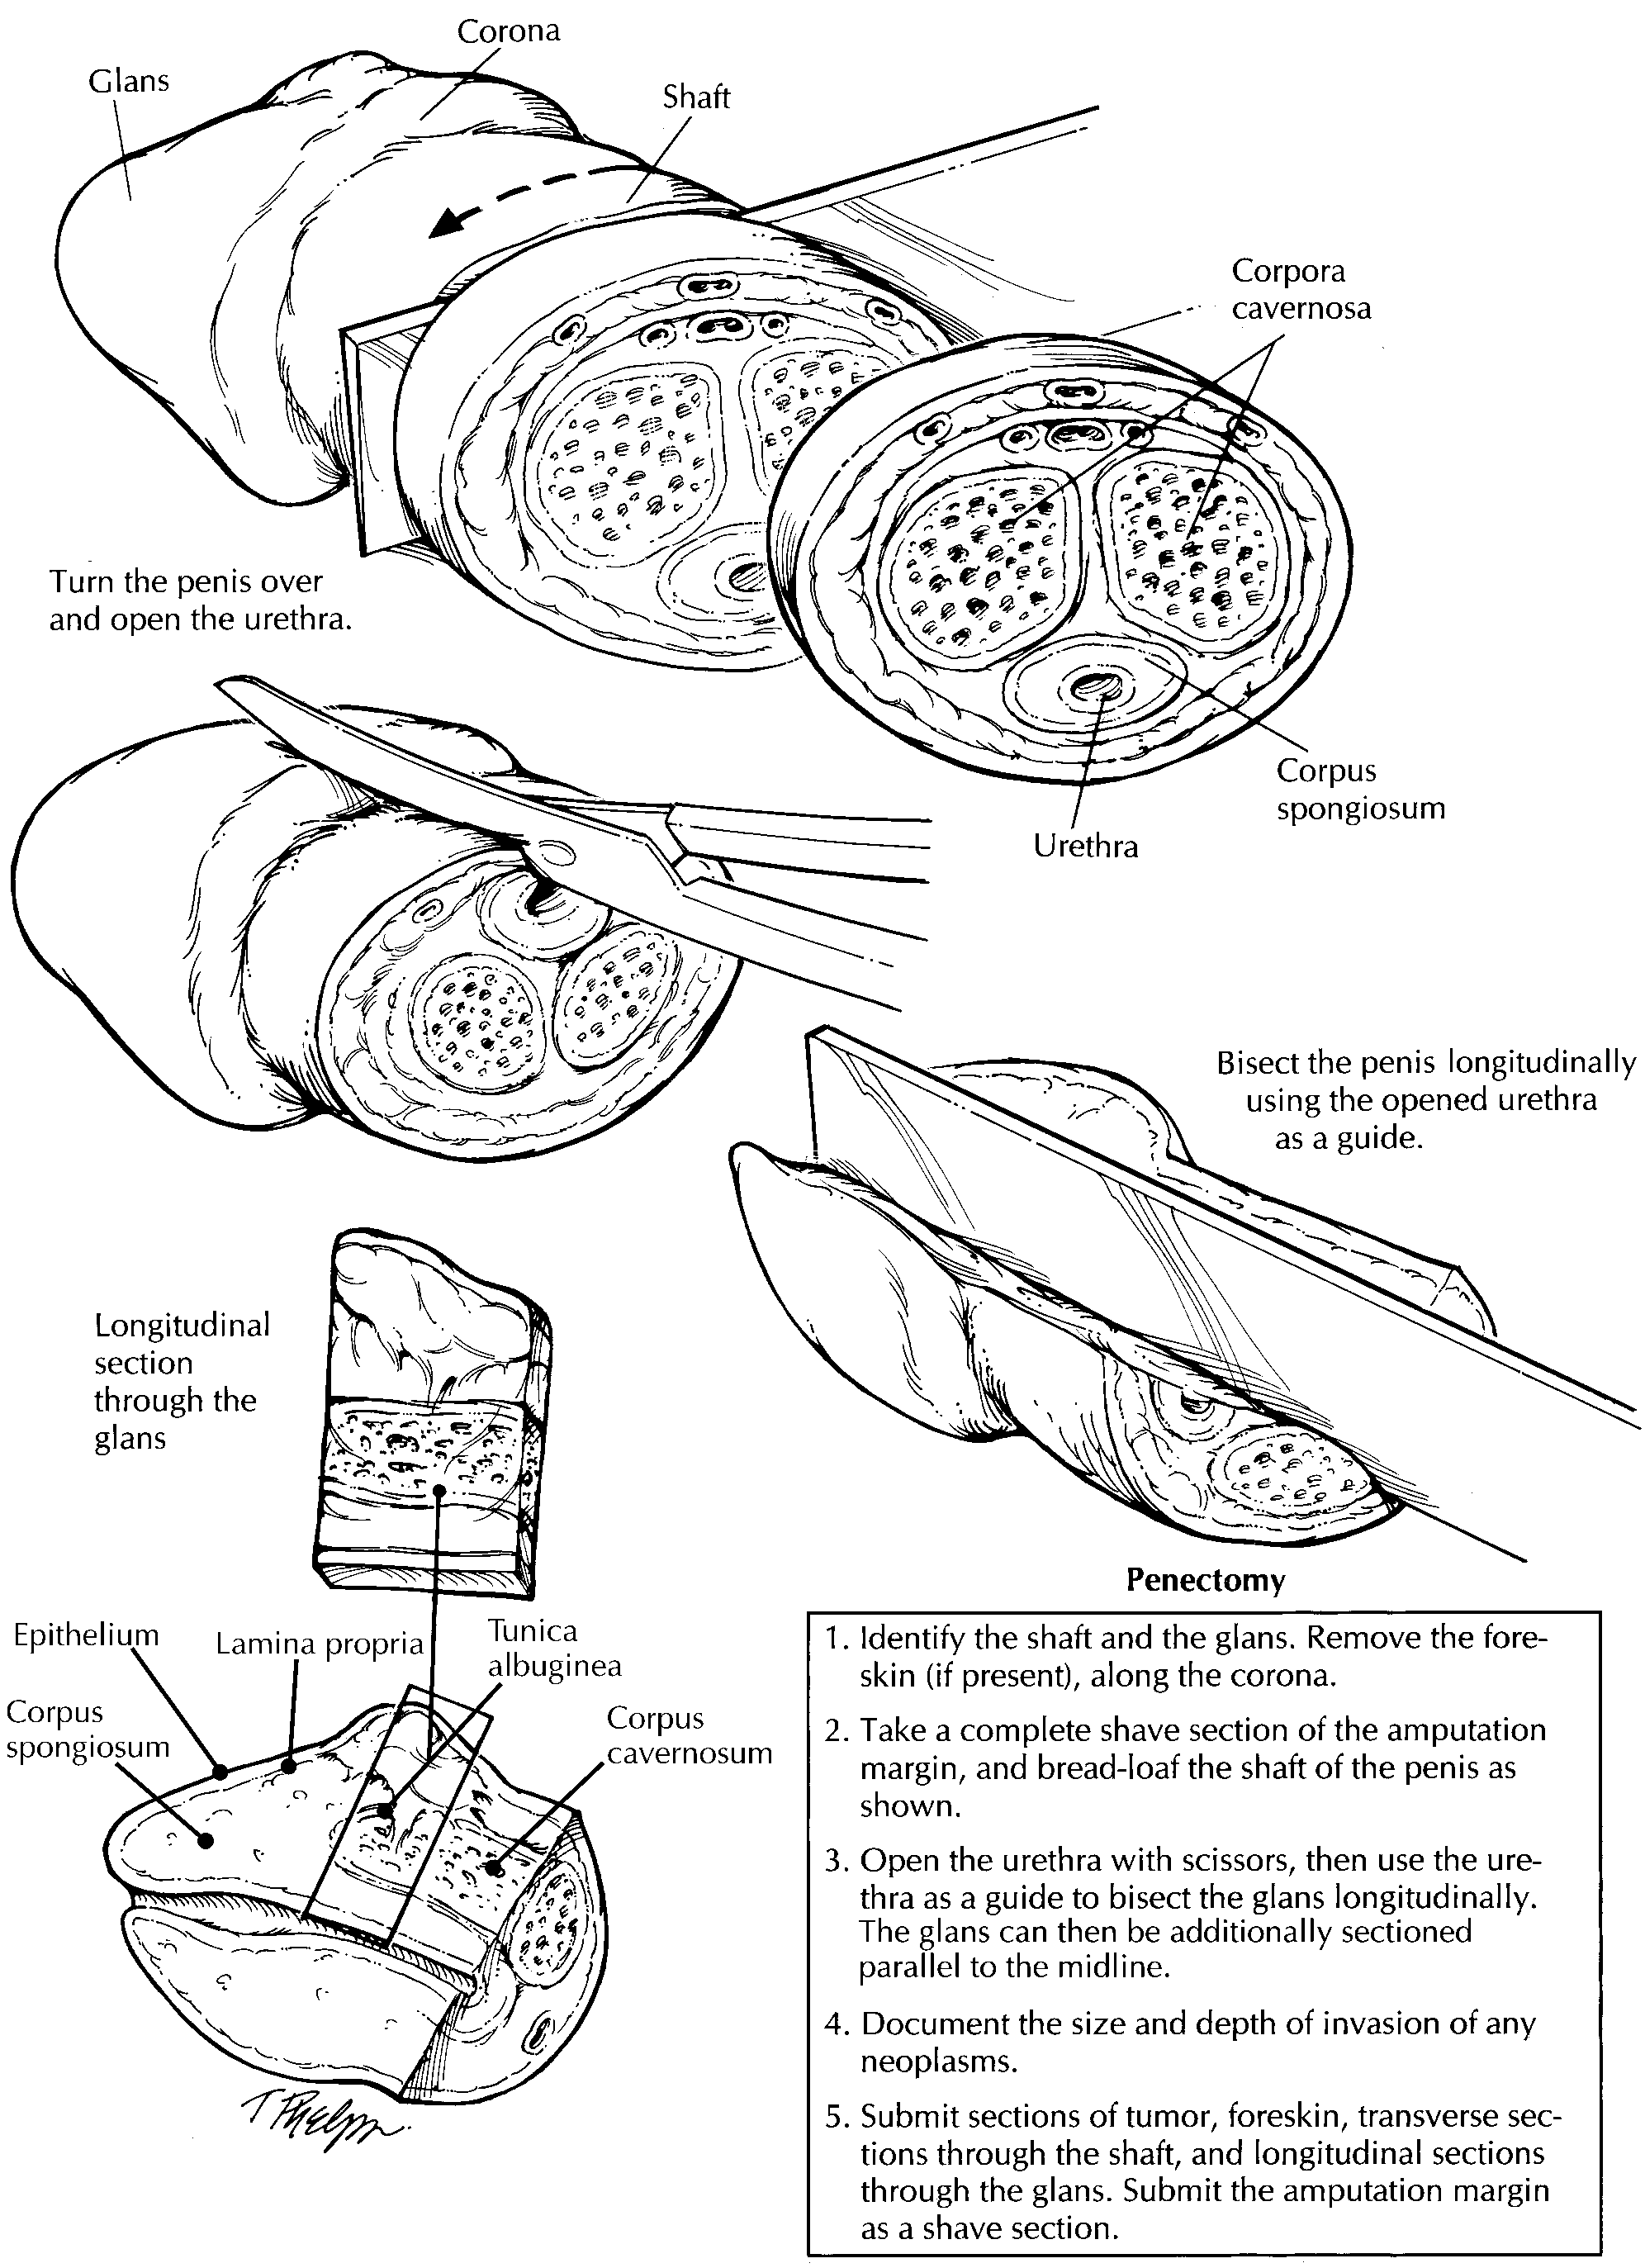 Corona
Glans
Shaft
Corpora
cavernosa
Turn the penis over
and open the urethra.
Corpus
spongiosum
Urethra
Bisect the penis longitudinally
using the opened urethra
as a guide.
Longitudinal
section
through the
glans
Epithelium
Lamina propria
Tunica
albuginea
Corpus
spongiosum
Corpus
cavernosum
Penectomy
1. Identify the shaft and the glans. Remove the fore-
skin (if present), along the corona.
2. Take a complete shave section of the amputation
margin, and bread-loaf the shaft of the penis as
shown.
3. Open the urethra with scissors, then use the ure-
thra as a guide to bisect the glans longitudinally.
The glans can then be additionally sectioned
parallel to the midline.
4. Document the size and depth of invasion of any
neoplasms.
5. Submit sections of tumor, foreskin, transverse sec-
tions through the shaft, and longitudinal sections
through the glans. Submit the amputation margin
as a shave section.
T Phelps